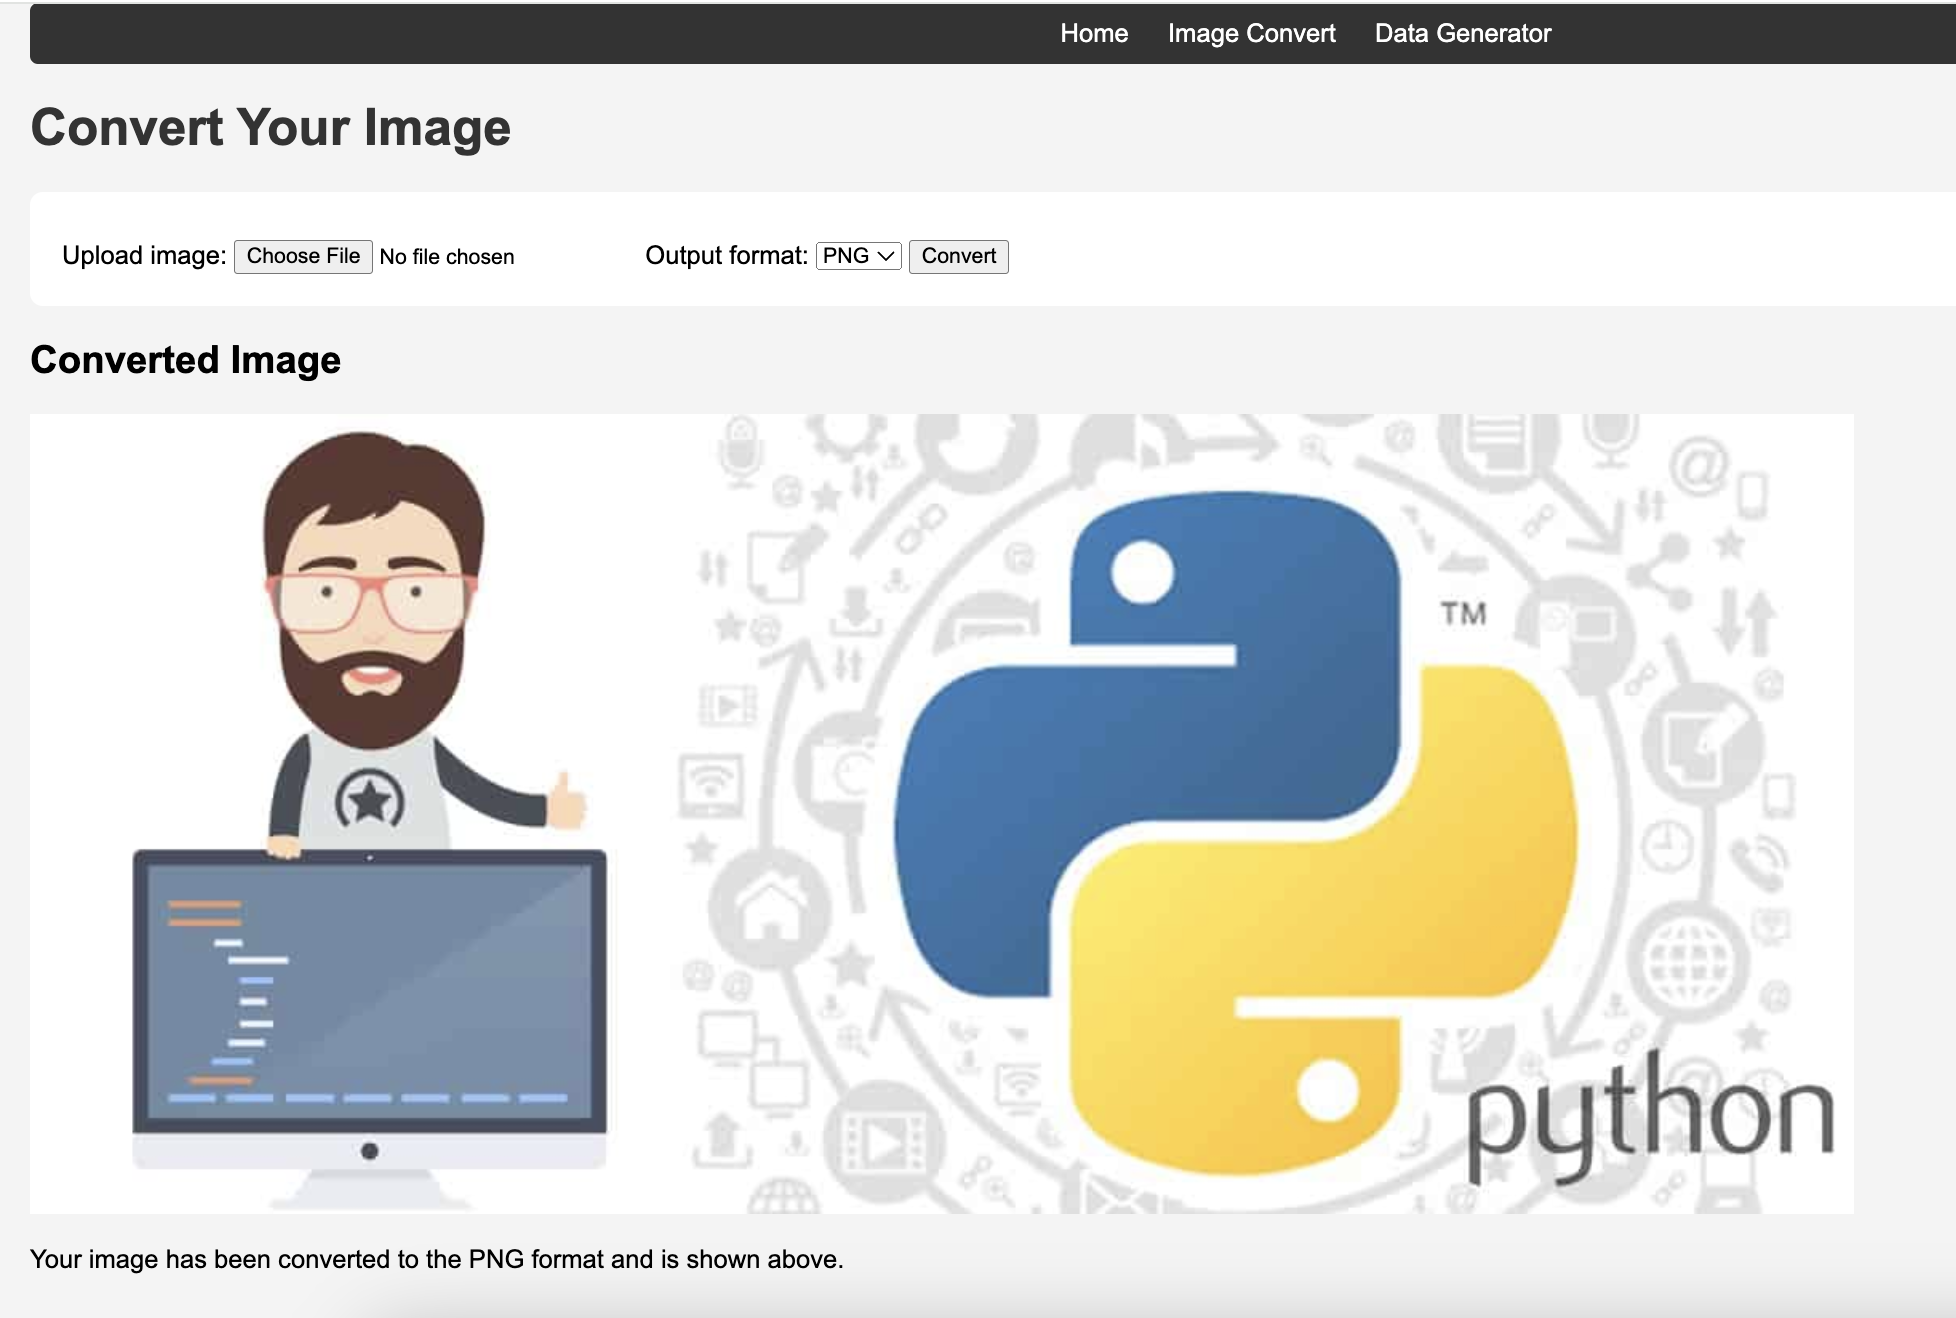 Home Image Convert Data Generator
Convert Your Image
Upload image: Choose File No file chosen Output format: PNG Convert
Converted Image
TM
python
Your image has been converted to the PNG format and is shown above.